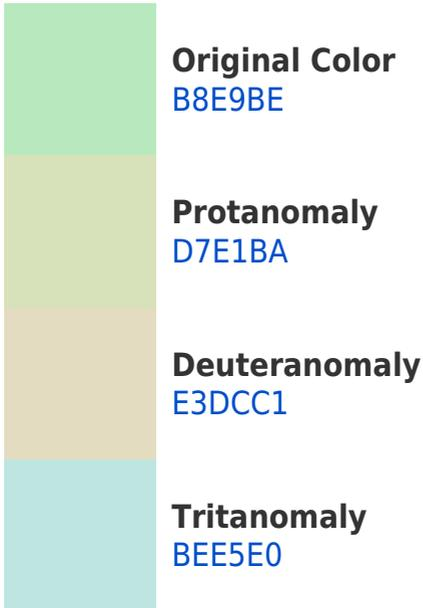 Original Color
B8E9BE
Protanomaly
D7E1BA
Deuteranomaly
E3DCC1
Tritanomaly
BEE5E0